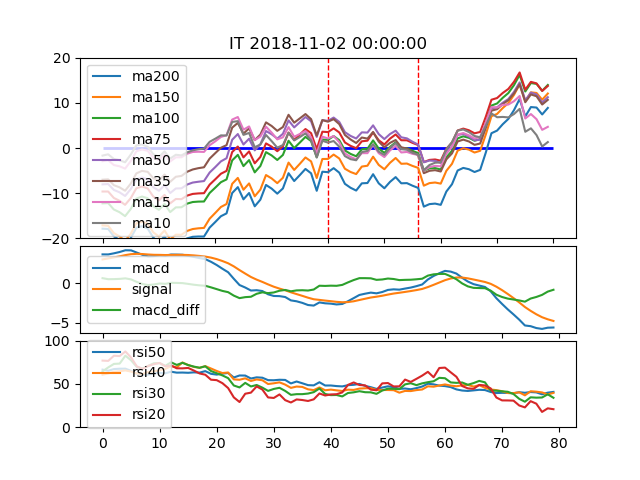 IT 2018-11-02 00:00:00
20
10
0
−10
−20
ma200
ma150
ma100
ma75
ma50
ma35
ma15
ma10
0
−5
macd
signal
macd_diff
100
50
0
rsi50
rsi40
rsi30
rsi20
0 10 20 30 40 50 60 70 80